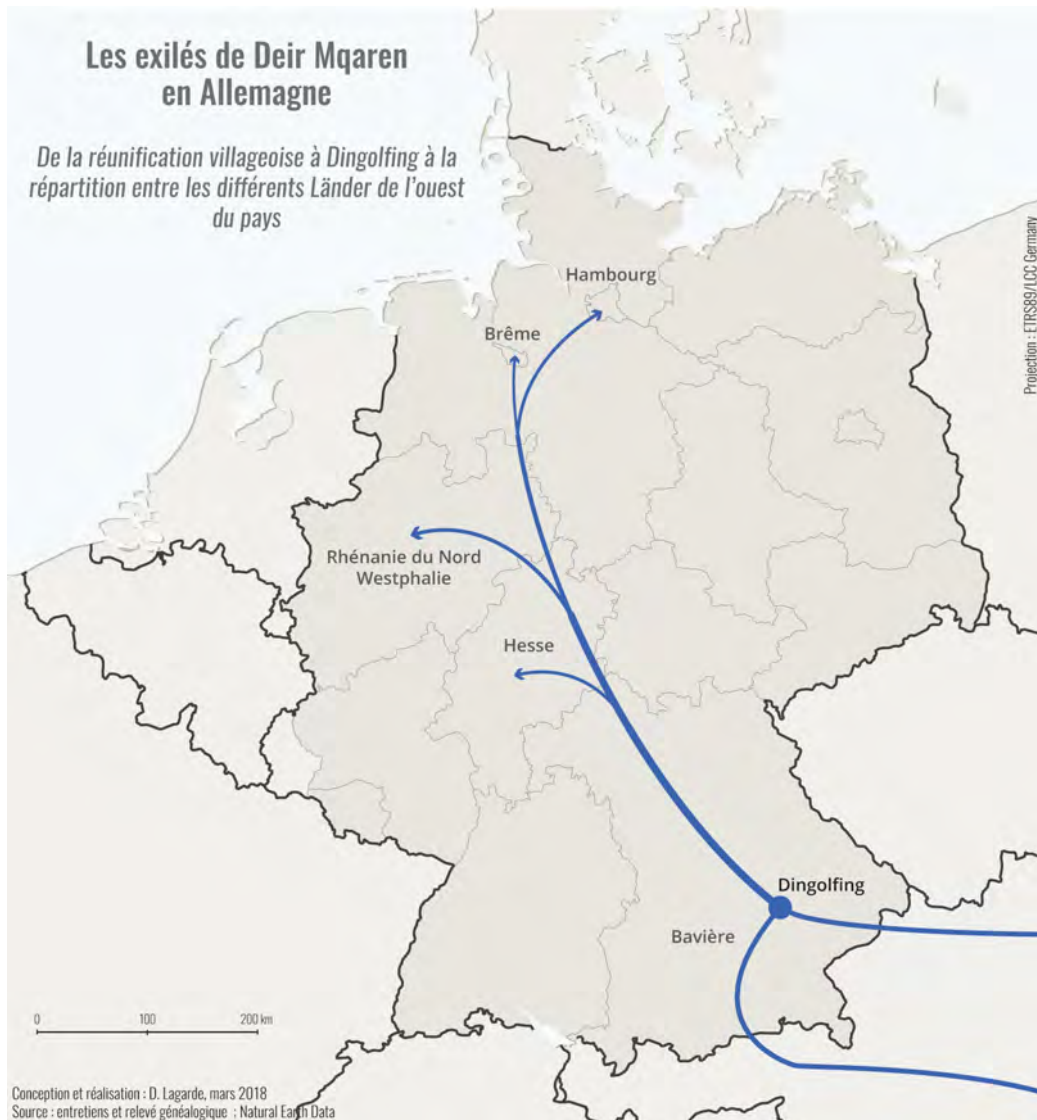 Les exilés de Deir Mqaren
en Allemagne
De la réunification villageoise à Dingolfing à la
répartition entre les différents Länder de l'ouest
du pays
Projection : ETRS89/LCC Germany
Hambourg
Brême
Rhénanie du Nord
Westphalie
Hesse
Dingolfing
Bavière
0 100 200 km
Conception et réalisation : D. Lagarde, mars 2018
Source : entretiens et relevé généalogique ; Natural Earth Data